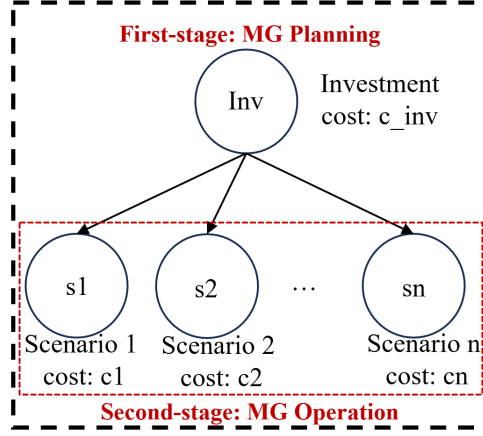 First-stage: MG Planning
Inv
Investment
cost: c_inv
s1
s2
...
sn
Scenario 1
cost: c1
Scenario 2
cost: c2
Scenario n
cost: cn
Second-stage: MG Operation